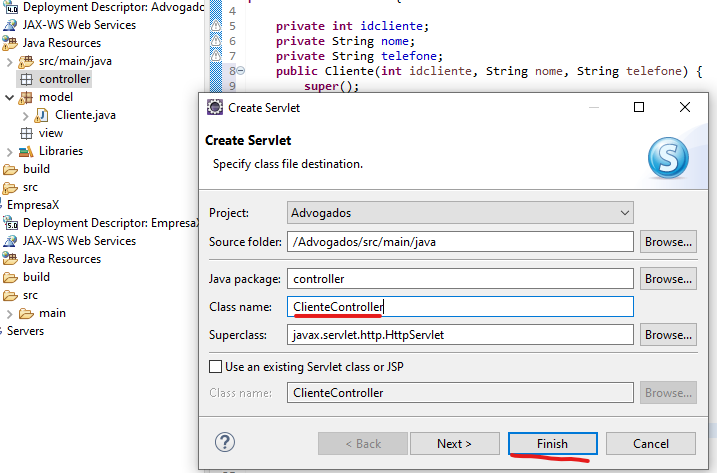 Deployment Descriptor: Advogado
JAX-WS Web Services
Java Resources
src/main/java
controller
model
Cliente.java
view
Libraries
build
src
EmpresaX
Deployment Descriptor: EmpresaX
JAX-WS Web Services
Java Resources
build
src
main
Servers
4
5 private int idcliente;
6 private String nome;
7 private String telefone;
8 public Cliente(int idcliente, String nome, String telefone) {
9 super();
Create Servlet
Create Servlet
Specify class file destination.
S
Project: Advogados
Source folder: /Advogados/src/main/java Browse...
Java package: controller Browse...
Class name: ClienteController
Superclass: javax.servlet.http.HttpServlet Browse...
Use an existing Servlet class or JSP
Class name: ClienteController Browse...
? < Back Next > Finish Cancel